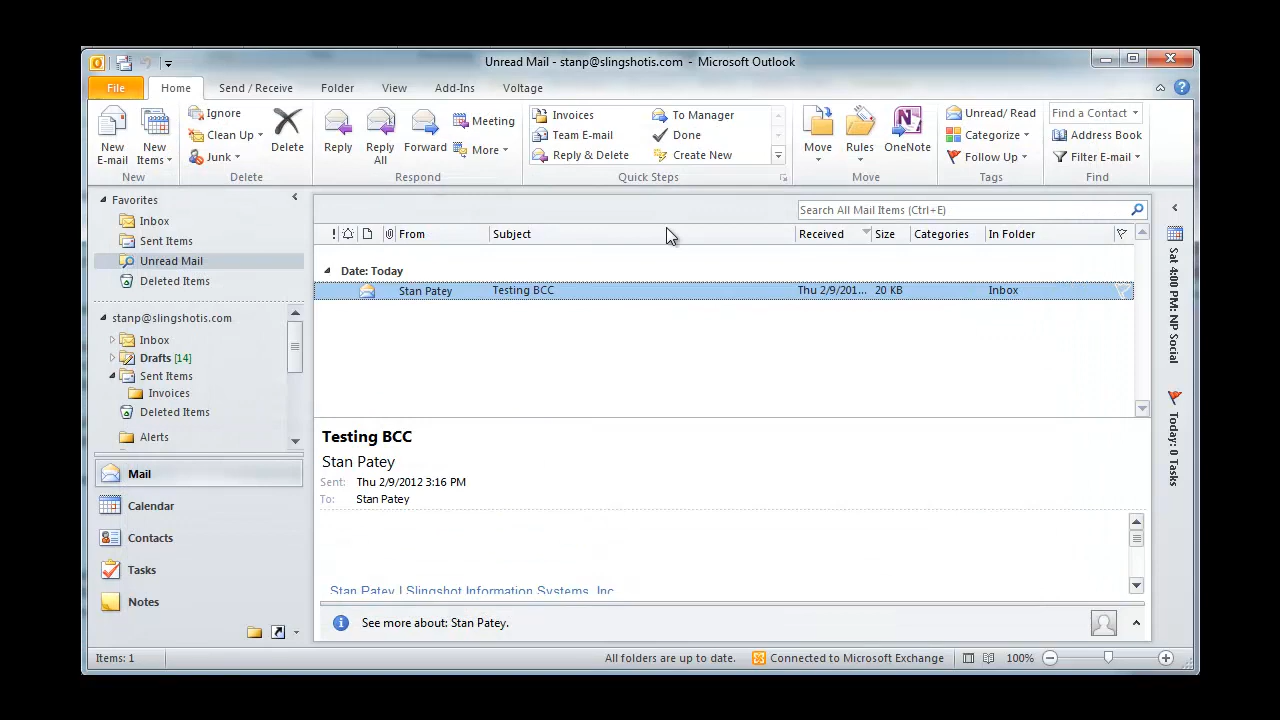 Unread Mail - stanp@slingshotis.com - Microsoft Outlook
File Home Send / Receive Folder View Add-Ins Voltage
New E-mail
New Items
New
Ignore
Clean Up
Junk
Delete
Delete
Reply
Reply All
Forward
Meeting
More
Respond
Invoices
Team E-mail
Reply & Delete
To Manager
Done
Create New
Quick Steps
Move
Rules
OneNote
Move
Unread/ Read
Categorize
Follow Up
Tags
Find a Contact
Address Book
Filter E-mail
Find
Favorites
Inbox
Sent Items
Unread Mail
Deleted Items
stanp@slingshotis.com
Inbox
Drafts [14]
Sent Items
Invoices
Deleted Items
Alerts
Mail
Calendar
Contacts
Tasks
Notes
Search All Mail Items (Ctrl+E)
! From Subject Received Size Categories In Folder
Date: Today
Stan Patey Testing BCC Thu 2/9/201... 20 KB Inbox
Testing BCC
Stan Patey
Sent: Thu 2/9/2012 3:16 PM
To: Stan Patey
Stan Patey | Slingshot Information Systems, Inc
See more about: Stan Patey.
Sat 4:00 PM: NP Social
Today: 0 Tasks
Items: 1 All folders are up to date. Connected to Microsoft Exchange 100%